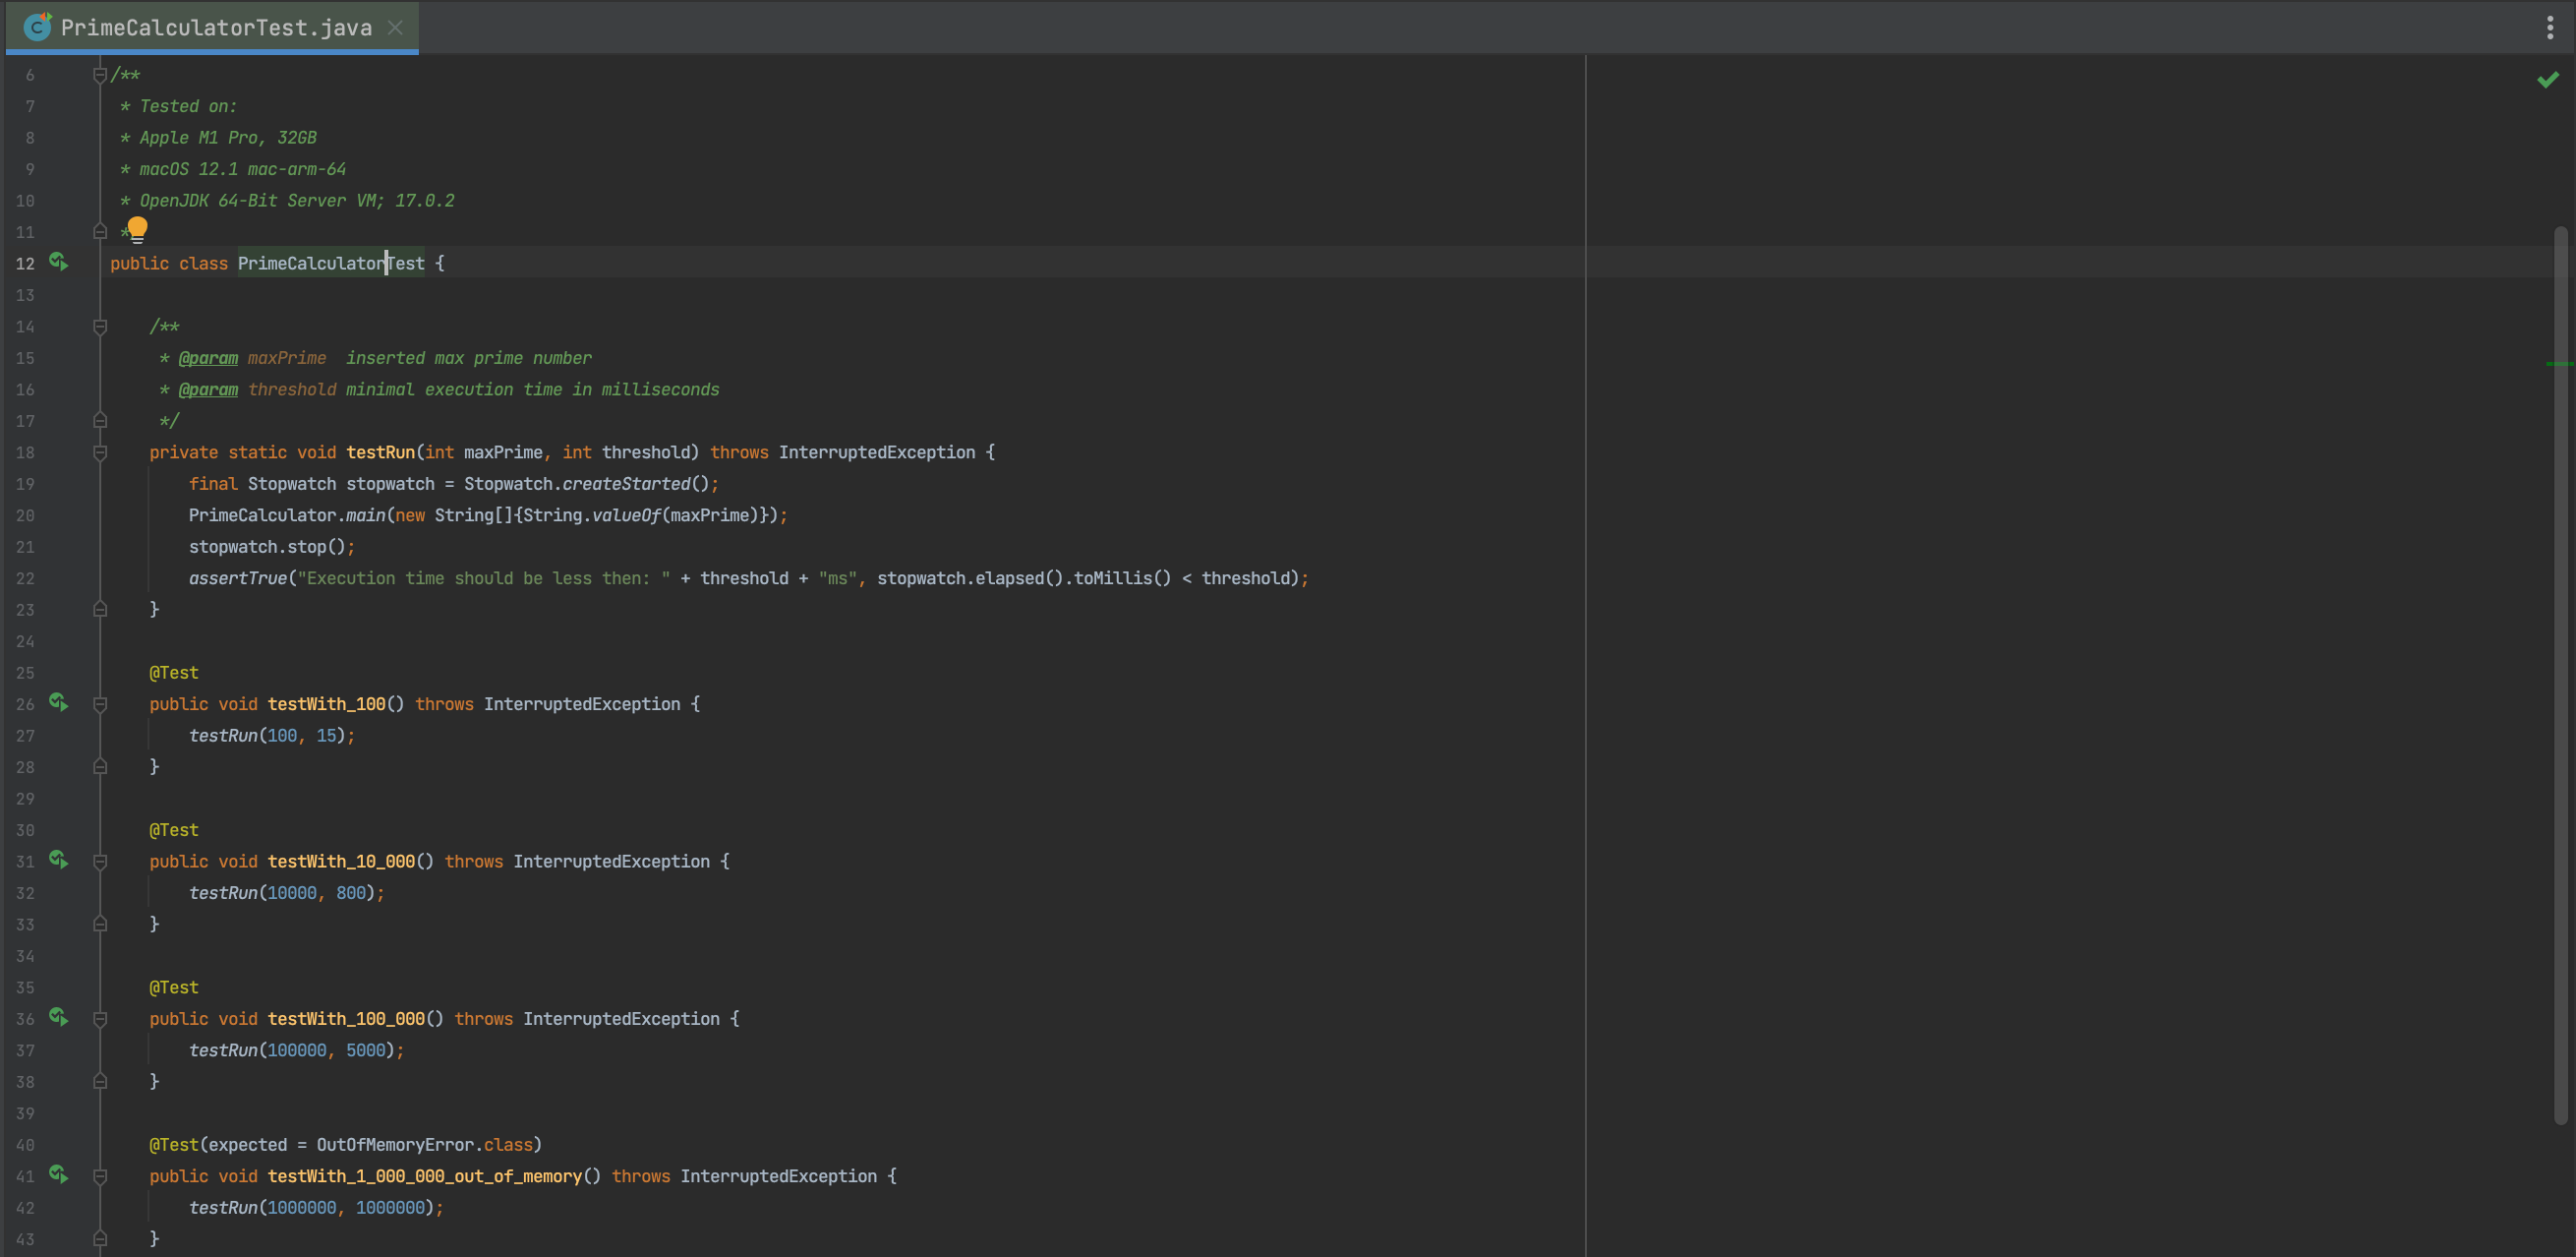 PrimeCalculatorTest.java
6 /**
7 * Tested on:
8 * Apple M1 Pro, 32GB
9 * macOS 12.1 mac-arm-64
10 * OpenJDK 64-Bit Server VM; 17.0.2
11 *
12 public class PrimeCalculatorTest {
13
14 /**
15 * @param maxPrime  inserted max prime number
16 * @param threshold minimal execution time in milliseconds
17 */
18 private static void testRun(int maxPrime, int threshold) throws InterruptedException {
19 final Stopwatch stopwatch = Stopwatch.createStarted();
20 PrimeCalculator.main(new String[]{String.valueOf(maxPrime)});
21 stopwatch.stop();
22 assertTrue("Execution time should be less then: " + threshold + "ms", stopwatch.elapsed().toMillis() < threshold);
23 }
24
25 @Test
26 public void testWith_100() throws InterruptedException {
27 testRun(100, 15);
28 }
29
30 @Test
31 public void testWith_10_000() throws InterruptedException {
32 testRun(10000, 800);
33 }
34
35 @Test
36 public void testWith_100_000() throws InterruptedException {
37 testRun(100000, 5000);
38 }
39
40 @Test(expected = OutOfMemoryError.class)
41 public void testWith_1_000_000_out_of_memory() throws InterruptedException {
42 testRun(1000000, 1000000);
43 }